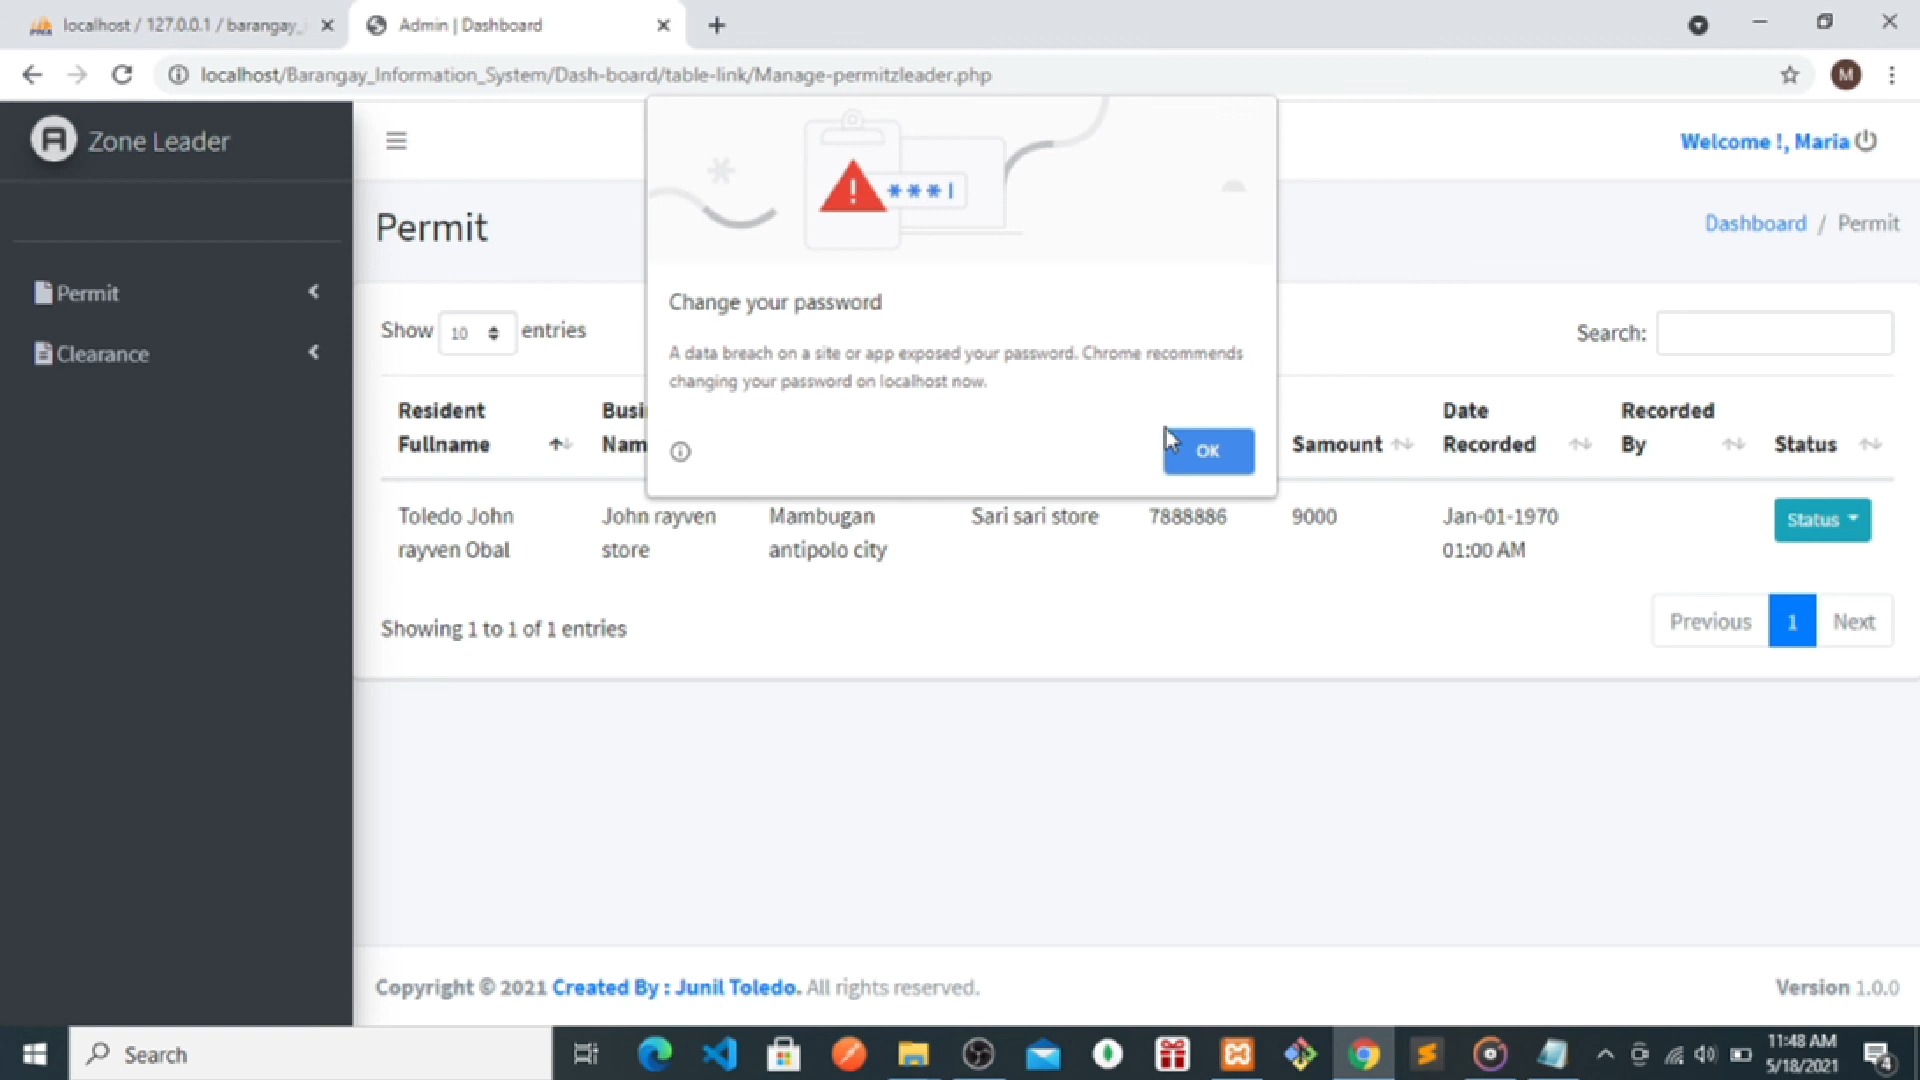 localhost / 127.0.0.1 / barangay_
Admin | Dashboard
localhost/Barangay_Information_System/Dash-board/table-link/Manage-permitzleader.php
M
Zone Leader
Welcome !, Maria
Permit
Dashboard / Permit
Permit
Clearance
***|
Change your password
A data breach on a site or app exposed your password. Chrome recommends
changing your password on localhost now.
OK
Show 10 entries
Search:
Resident Fullname
Busi
Nam
Samount
Date Recorded
Recorded By
Status
Toledo John rayven Obal
John rayven store
Mambugan antipolo city
Sari sari store
7888886
9000
Jan-01-1970 01:00 AM
Status
Showing 1 to 1 of 1 entries
Previous 1 Next
Copyright © 2021 Created By : Junil Toledo. All rights reserved.
Version 1.0.0
Search
11:48 AM
5/18/2021
4